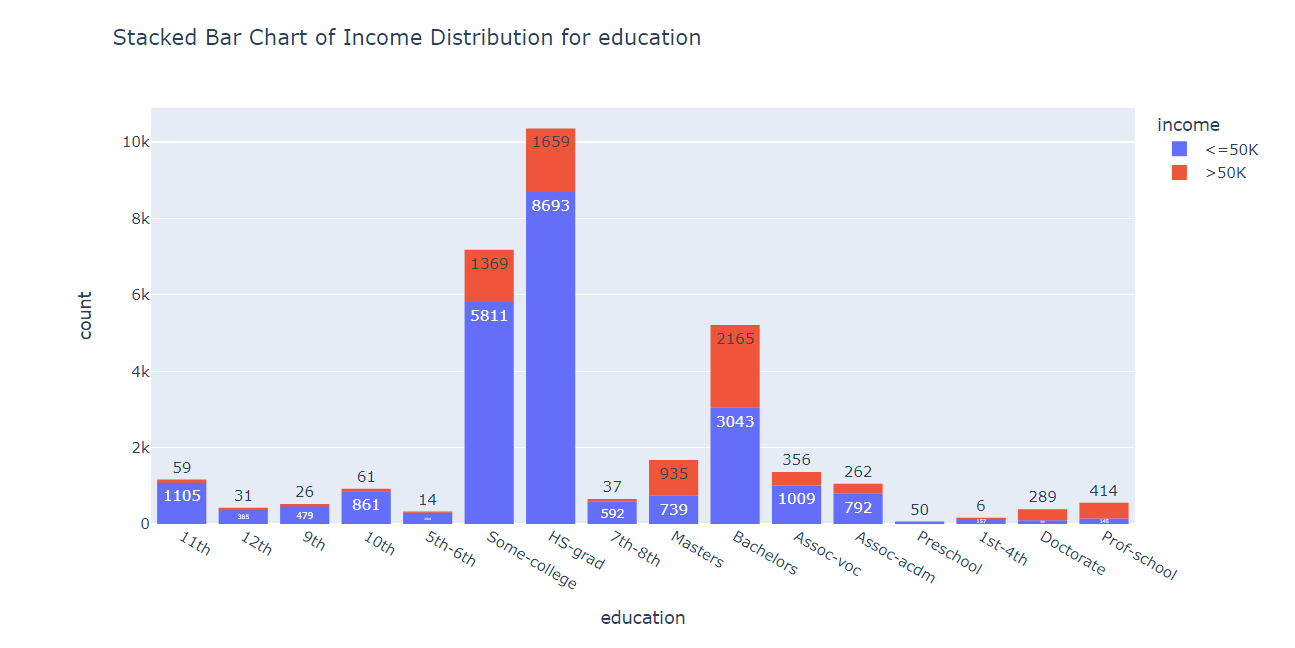 Stacked Bar Chart of Income Distribution for education
income
<=50K
>50K
count
10k
8k
6k
4k
2k
0
59
1105
31
385
26
479
61
861
14
1369
5811
1659
8693
37
592
935
739
2165
3043
356
1009
262
792
50
6
157
289
414
145
11th
12th
9th
10th
5th-6th
Some-college
HS-grad
7th-8th
Masters
Bachelors
Assoc-voc
Assoc-acdm
Preschool
1st-4th
Doctorate
Prof-school
education